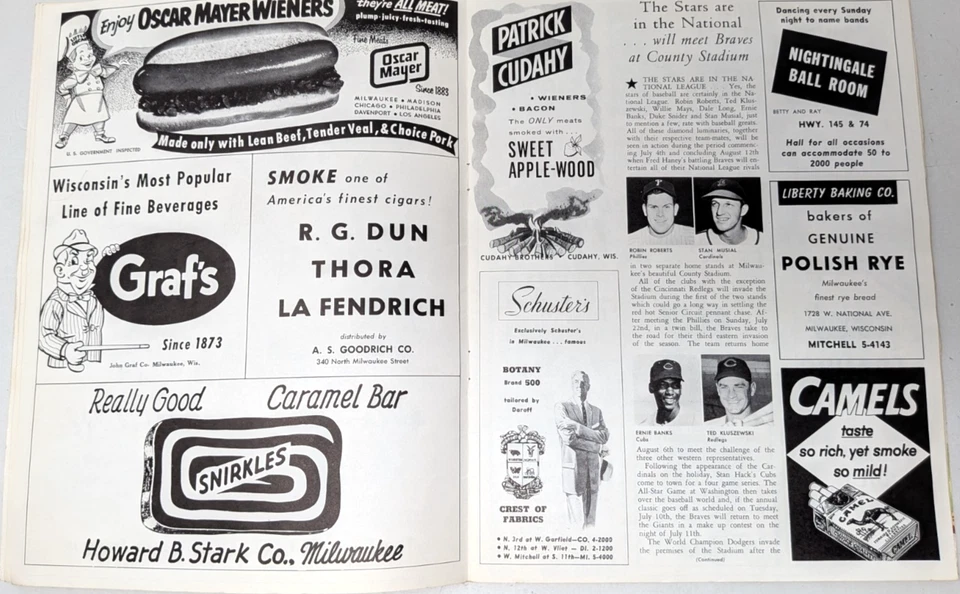 Enjoy OSCAR MAYER WIENERS
they're ALL MEAT!
plump-juicy-fresh-tasting
Fine Meats
Oscar
Mayer
Since 1883
MILWAUKEE • MADISON
CHICAGO • PHILADELPHIA
DAVENPORT • LOS ANGELES
U. S. GOVERNMENT INSPECTED
Made only with Lean Beef, Tender Veal, & Choice Pork
Wisconsin's Most Popular
Line of Fine Beverages
Graf's
Since 1873
John Graf Co. Milwaukee, Wis.
SMOKE one of
America's finest cigars!
R. G. DUN
THORA
LA FENDRICH
distributed by
A. S. GOODRICH CO.
340 North Milwaukee Street
Really Good Caramel Bar
SNIRKLES
Howard B. Stark Co., Milwaukee
PATRICK
CUDAHY
• WIENERS
• BACON
The ONLY meats
smoked with...
SWEET
APPLE-WOOD
CUDAHY BROTHERS CUDAHY, WIS.
Schuster's
Exclusively Schuster's
in Milwaukee . . . famous
BOTANY
Brand 500
tailored by
Daroff
CREST OF
FABRICS
• N. 3rd at W. Garfield—CO. 4-2000
• N. 12th at W. Vliet — DI. 2-1200
• W. Mitchell at S. 11th—MI. 5-4000
The Stars are
in the National
. . . will meet Braves
at County Stadium
★ THE STARS ARE IN THE NA-
TIONAL LEAGUE . . . Yes, the
stars of baseball are certainly in the Na-
tional League. Robin Roberts, Ted Klus-
zewski, Willie Mays, Dale Long, Ernie
Banks, Duke Snider and Stan Musial, just
to mention a few, rate with baseball greats.
All of these diamond luminaries, together
with their respective team-mates, will be
seen in action during the period commenc-
ing July 4th and concluding August 12th
when Fred Haney's battling Braves will en-
tertain all of their National League rivals
ROBIN ROBERTS
Phillies
STAN MUSIAL
Cardinals
in two separate home stands at Milwau-
kee's beautiful County Stadium.
All of the clubs with the exception
of the Cincinnati Redlegs will invade the
Stadium during the first of the two stands
which could go a long way in settling the
red hot Senior Circuit pennant chase. Af-
ter meeting the Phillies on Sunday, July
22nd, in a twin bill, the Braves take to
the road for their third eastern invasion
of the season. The team returns home
ERNIE BANKS
Cubs
TED KLUSZEWSKI
Redlegs
August 6th to meet the challenge of the
three other western representatives.
Following the appearance of the Car-
dinals on the holiday, Stan Hack's Cubs
come to town for a four game series. The
All-Star Game at Washington then takes
over the baseball world and, if the annual
classic goes off as scheduled on Tuesday,
July 10th, the Braves will return to meet
the Giants in a make up contest on the
night of July 11th.
The World Champion Dodgers invade
the premises of the Stadium after the
(Continued)
Dancing every Sunday
night to name bands
NIGHTINGALE
BALL ROOM
BETTY AND RAY
HWY. 145 & 74
Hall for all occasions
can accommodate 50 to
2000 people
LIBERTY BAKING CO.
bakers of
GENUINE
POLISH RYE
Milwaukee's
finest rye bread
1728 W. NATIONAL AVE.
MILWAUKEE, WISCONSIN
MITCHELL 5-4143
CAMELS
taste
so rich, yet smoke
so mild!
CAMEL